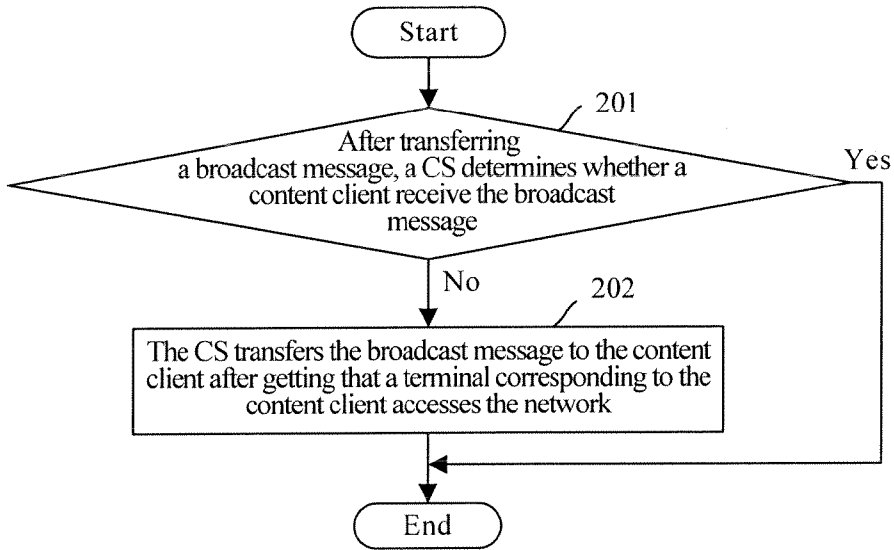 Start
201
After transferring
a broadcast message, a CS determines whether a
content client receive the broadcast
message
Yes
No
202
The CS transfers the broadcast message to the content
client after getting that a terminal corresponding to the
content client accesses the network
End